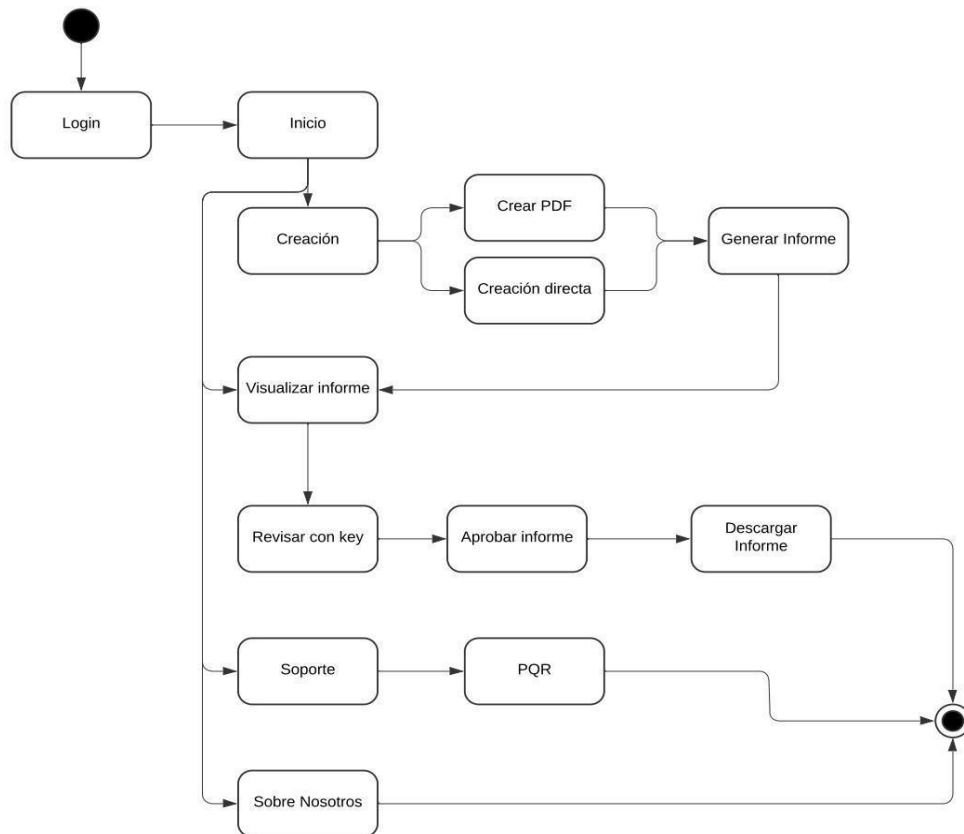 Login
Inicio
Creación
Crear PDF
Creación directa
Generar Informe
Visualizar informe
Revisar con key
Aprobar informe
Descargar
Informe
Soporte
PQR
Sobre Nosotros